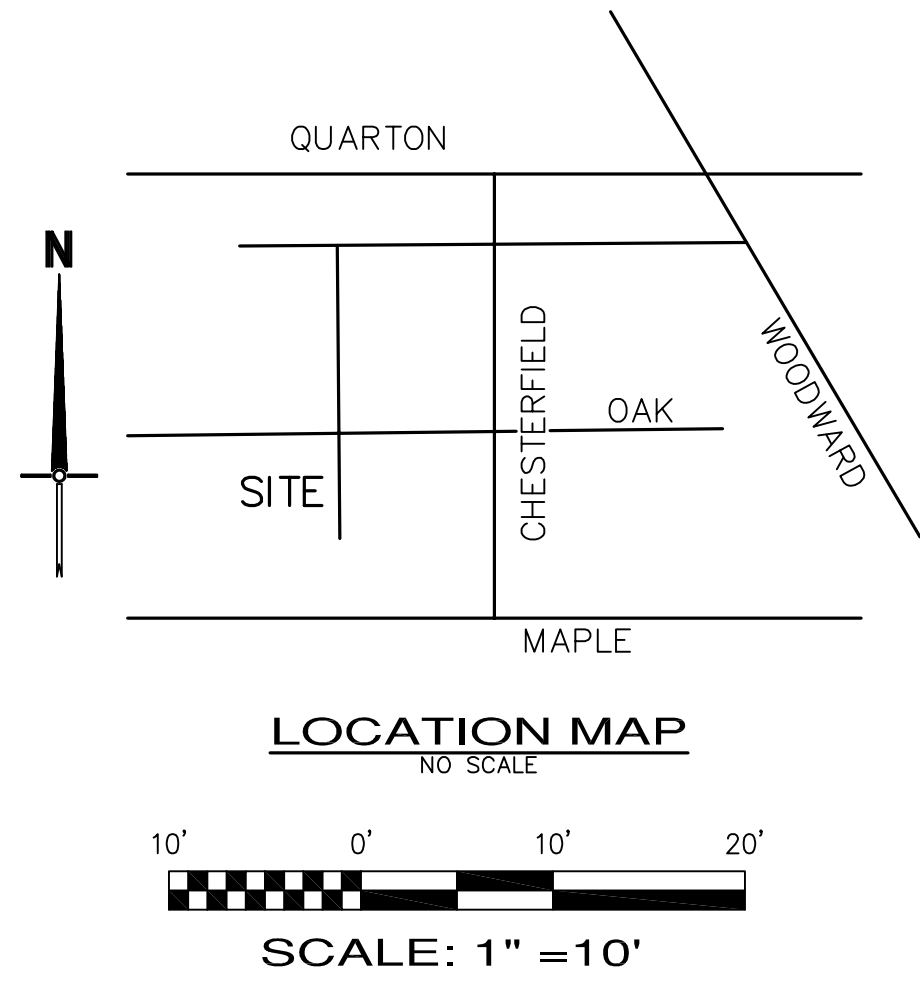 QUARTON
N
CHESTERFIELD
WOODWARD
OAK
SITE
MAPLE
LOCATION MAP
NO SCALE
10' 0' 10' 20'
SCALE: 1" =10'